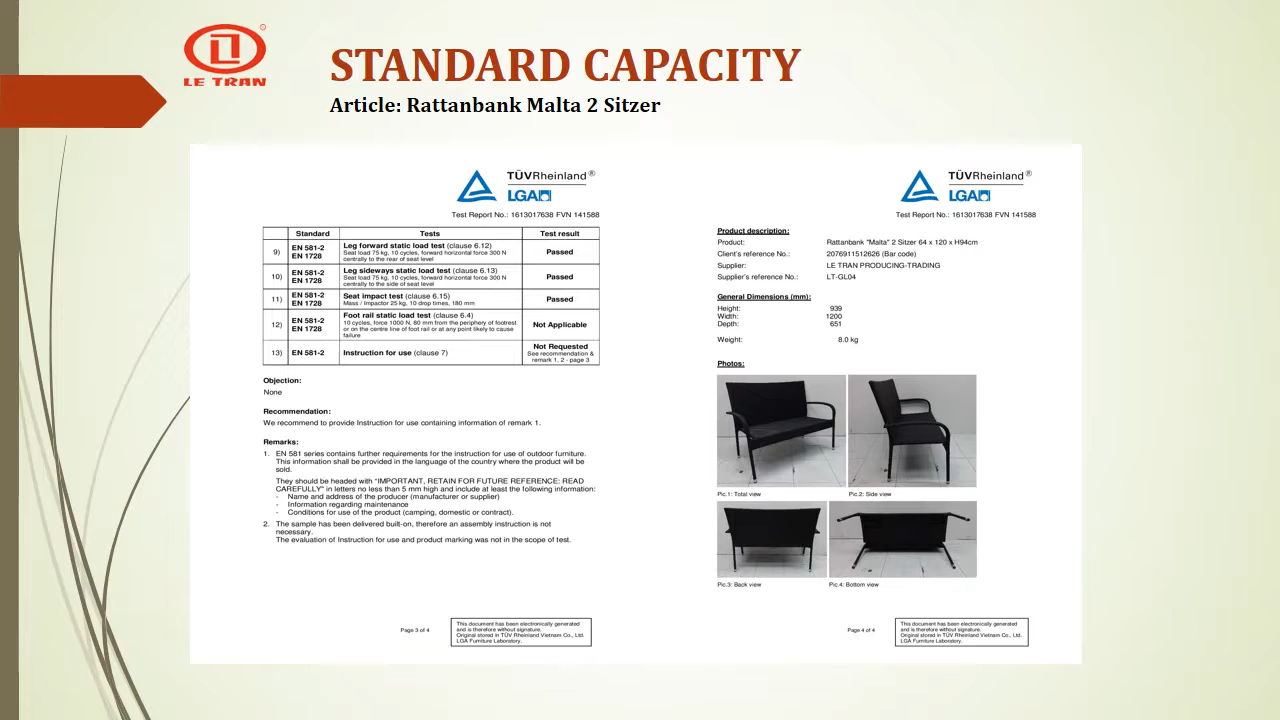 LE TRAN
STANDARD CAPACITY
Article: Rattanbank Malta 2 Sitzer
TÜVRheinland®
LGA
Test Report No.: 1613017638 FVN 141588
Standard Tests Test result
9) EN 581-2 EN 1728 Leg forward static load test (clause 6.12) Passed
Seat load 75 kg, 10 cycles, forward horizontal force 300 N
centrally to the rear of seat level
10) EN 581-2 EN 1728 Leg sideways static load test (clause 6.13) Passed
Seat load 75 kg, 10 cycles, forward horizontal force 300 N
centrally to the side of seat level
11) EN 581-2 EN 1728 Seat impact test (clause 6.15) Passed
Mass / Impactor 25 kg, 10 drop times, 180 mm
12) EN 581-2 EN 1728 Foot rail static load test (clause 6.4) Not Applicable
10 cycles, force 1000 N, 80 mm from the periphery of footrest
or on the centre line of foot rail or at any point likely to cause
failure
13) EN 581-2 Instruction for use (clause 7) Not Requested
See recommendation &
remark 1, 2 - page 3
Objection:
None
Recommendation:
We recommend to provide Instruction for use containing information of remark 1.
Remarks:
1. EN 581 series contains further requirements for the instruction for use of outdoor furniture.
This information shall be provided in the language of the country where the product will be
sold.
They should be headed with "IMPORTANT, RETAIN FOR FUTURE REFERENCE: READ
CAREFULLY" in letters no less than 5 mm high and include at least the following information:
- Name and address of the producer (manufacturer or supplier)
- Information regarding maintenance
- Conditions for use of the product (camping, domestic or contract).
2. The sample has been delivered built-on, therefore an assembly instruction is not
necessary.
The evaluation of Instruction for use and product marking was not in the scope of test.
Page 3 of 4
This document has been electronically generated
and is therefore without signature.
Original stored in TÜV Rheinland Vietnam Co., Ltd.
LGA Furniture Laboratory.
TÜVRheinland®
LGA
Test Report No.: 1613017638 FVN 141588
Product description:
Product: Rattanbank "Malta" 2 Sitzer 64 x 120 x H94cm
Client's reference No.: 2076911512626 (Bar code)
Supplier: LE TRAN PRODUCING-TRADING
Supplier's reference No.: LT-GL04
General Dimensions (mm):
Height: 939
Width: 1200
Depth: 651
Weight: 8.0 kg
Photos:
Pic.1: Total view
Pic.2: Side view
Pic.3: Back view
Pic.4: Bottom view
Page 4 of 4
This document has been electronically generated
and is therefore without signature.
Original stored in TÜV Rheinland Vietnam Co., Ltd.
LGA Furniture Laboratory.